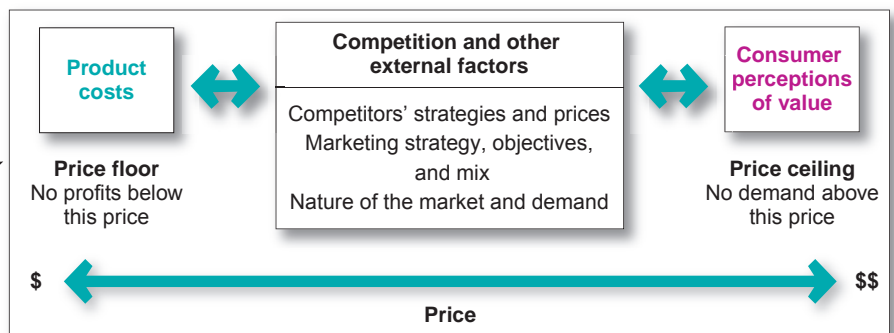 Product
costs
Competition and other
external factors
Competitors’ strategies and prices
Marketing strategy, objectives,
and mix
Nature of the market and demand
Consumer
perceptions
of value
Price floor
No profits below
this price
Price ceiling
No demand above
this price
$
$$
Price